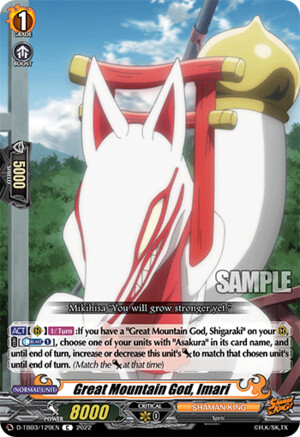 1
GRADE
BOOST
5000
SHIELD
SAMPLE
Mikihisa "You will grow stronger yet!"
ACT 1/Turn :If you have a "Great Mountain God, Shigaraki" on your
, choose one of your units with "Asakura" in its card name, and
until end of turn, increase or decrease this unit's to match that chosen unit's
until end of turn. (Match the at that time)
NORMAL UNIT
Great Mountain God, Imari
D-TB03/129EN C 2022
POWER 8000 CRITICAL 0 SHAMAN KING
Spirit
©H.K./SK.TX